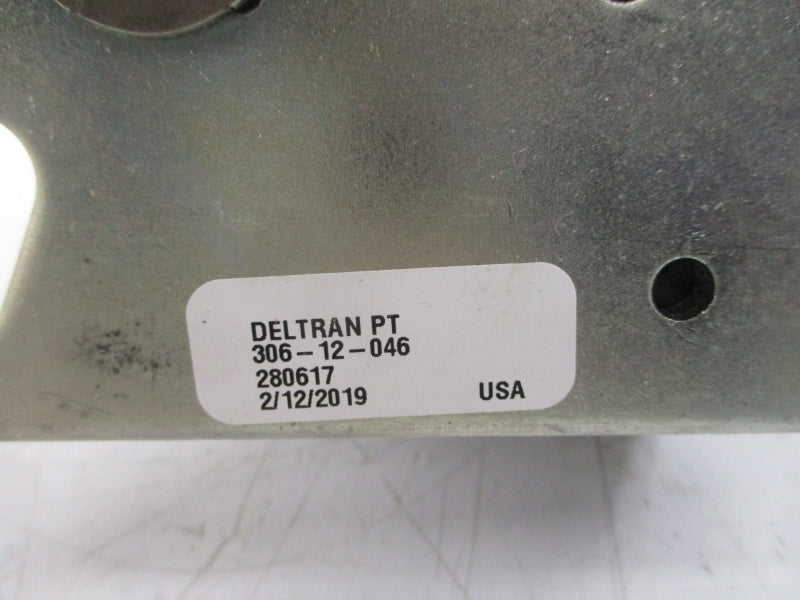 DELTRAN PT
306-12-046
280617
2/12/2019 USA